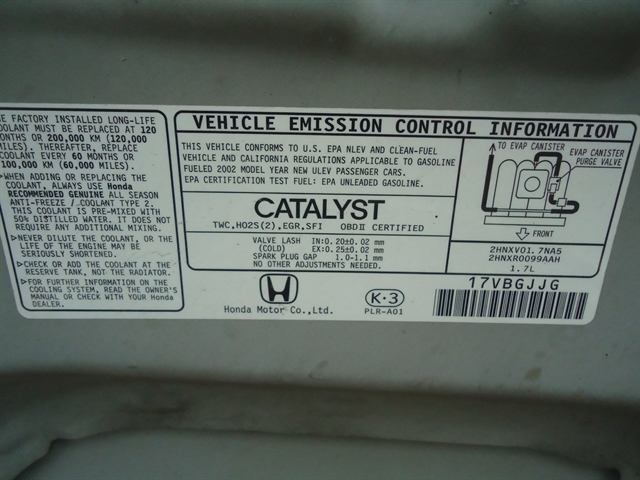 E FACTORY INSTALLED LONG-LIFE
OOLANT MUST BE REPLACED AT 120
MONTHS OR 200,000 KM (120,000
MILES). THEREAFTER, REPLACE
COOLANT EVERY 60 MONTHS OR
100,000 KM (60,000 MILES).
WHEN ADDING OR REPLACING THE
COOLANT, ALWAYS USE Honda
RECOMMENDED GENUINE ALL SEASON
ANTI-FREEZE / COOLANT TYPE 2.
THIS COOLANT IS PRE-MIXED WITH
50% DISTILLED WATER. IT DOES NOT
REQUIRE ANY ADDITIONAL MIXING.
NEVER DILUTE THE COOLANT, OR THE
LIFE OF THE ENGINE MAY BE
SERIOUSLY SHORTENED.
CHECK OR ADD THE COOLANT AT THE
RESERVE TANK, NOT THE RADIATOR.
FOR FURTHER INFORMATION ON THE
COOLING SYSTEM, READ THE OWNER'S
MANUAL OR CONTACT YOUR Honda
DEALER.
VEHICLE EMISSION CONTROL INFORMATION
THIS VEHICLE CONFORMS TO U.S. EPA NLEV AND CLEAN-FUEL
VEHICLE AND CALIFORNIA REGULATIONS APPLICABLE TO GASOLINE
FUELED 2002 MODEL YEAR NEW ULEV PASSENGER CARS.
EPA CERTIFICATION TEST FUEL: EPA UNLEADED GASOLINE.
CATALYST
TWC,HO2S(2),EGR,SFI OBDII CERTIFIED
VALVE LASH IN:0.20±0.02 mm
(COLD) EX:0.25±0.02 mm
SPARK PLUG GAP 1.0-1.1 mm
Honda Motor Co.,Ltd.
K·3
PLR-A01
TO EVAP CANISTER
EVAP CANISTER
PURGE VALVE
FRONT
2HNXV01.7NA5
2HNXR0099AAH
1.7L
17VBGJJG